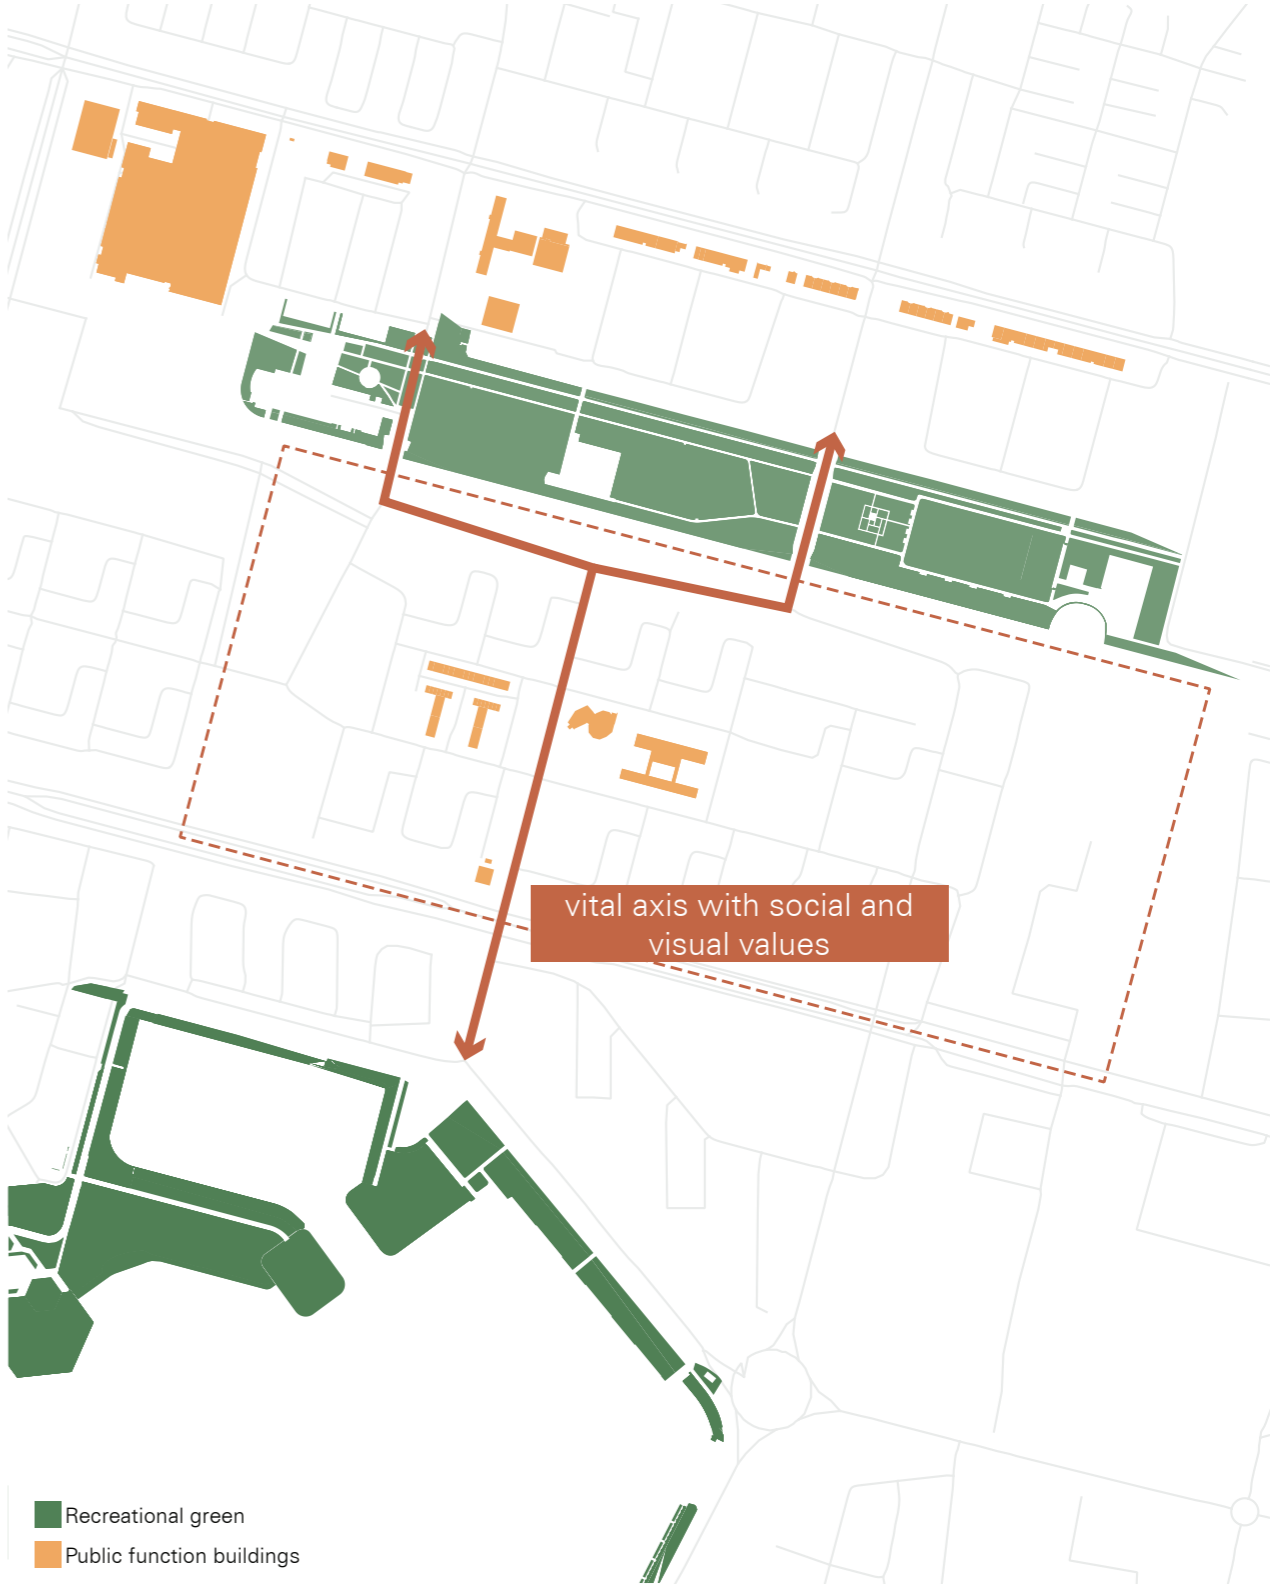 vital axis with social and
visual values
Recreational green
Public function buildings